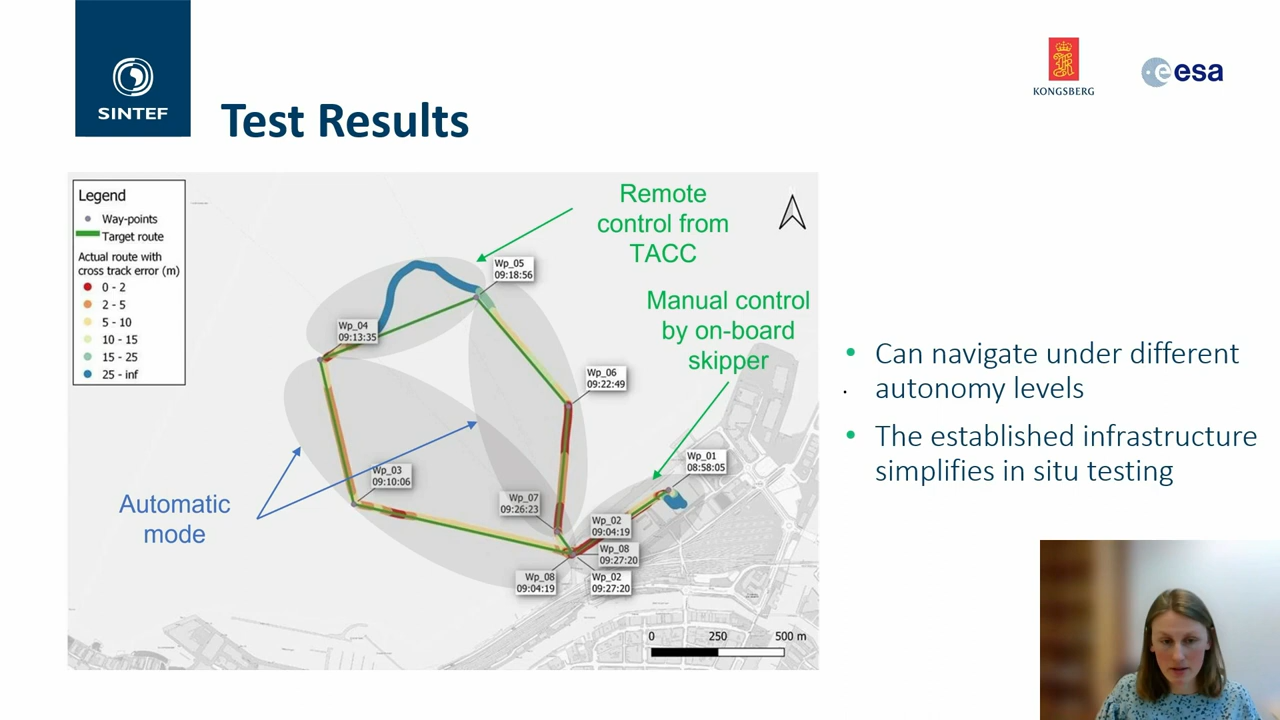 SINTEF
KONGSBERG
esa
Test Results
Legend
Way-points
Target route
Actual route with
cross track error (m)
0 - 2
2 - 5
5 - 10
10 - 15
15 - 25
25 - inf
Remote
control from
TACC
Manual control
by on-board
skipper
Automatic
mode
Wp_05
09:18:56
Wp_04
09:13:35
Wp_06
09:22:49
Wp_01
08:58:05
Wp_03
09:10:06
Wp_07
09:26:23
Wp_02
09:04:19
Wp_08
09:27:20
Wp_08
09:04:19
Wp_02
09:27:20
0 250 500 m
• Can navigate under different
autonomy levels
• The established infrastructure
simplifies in situ testing